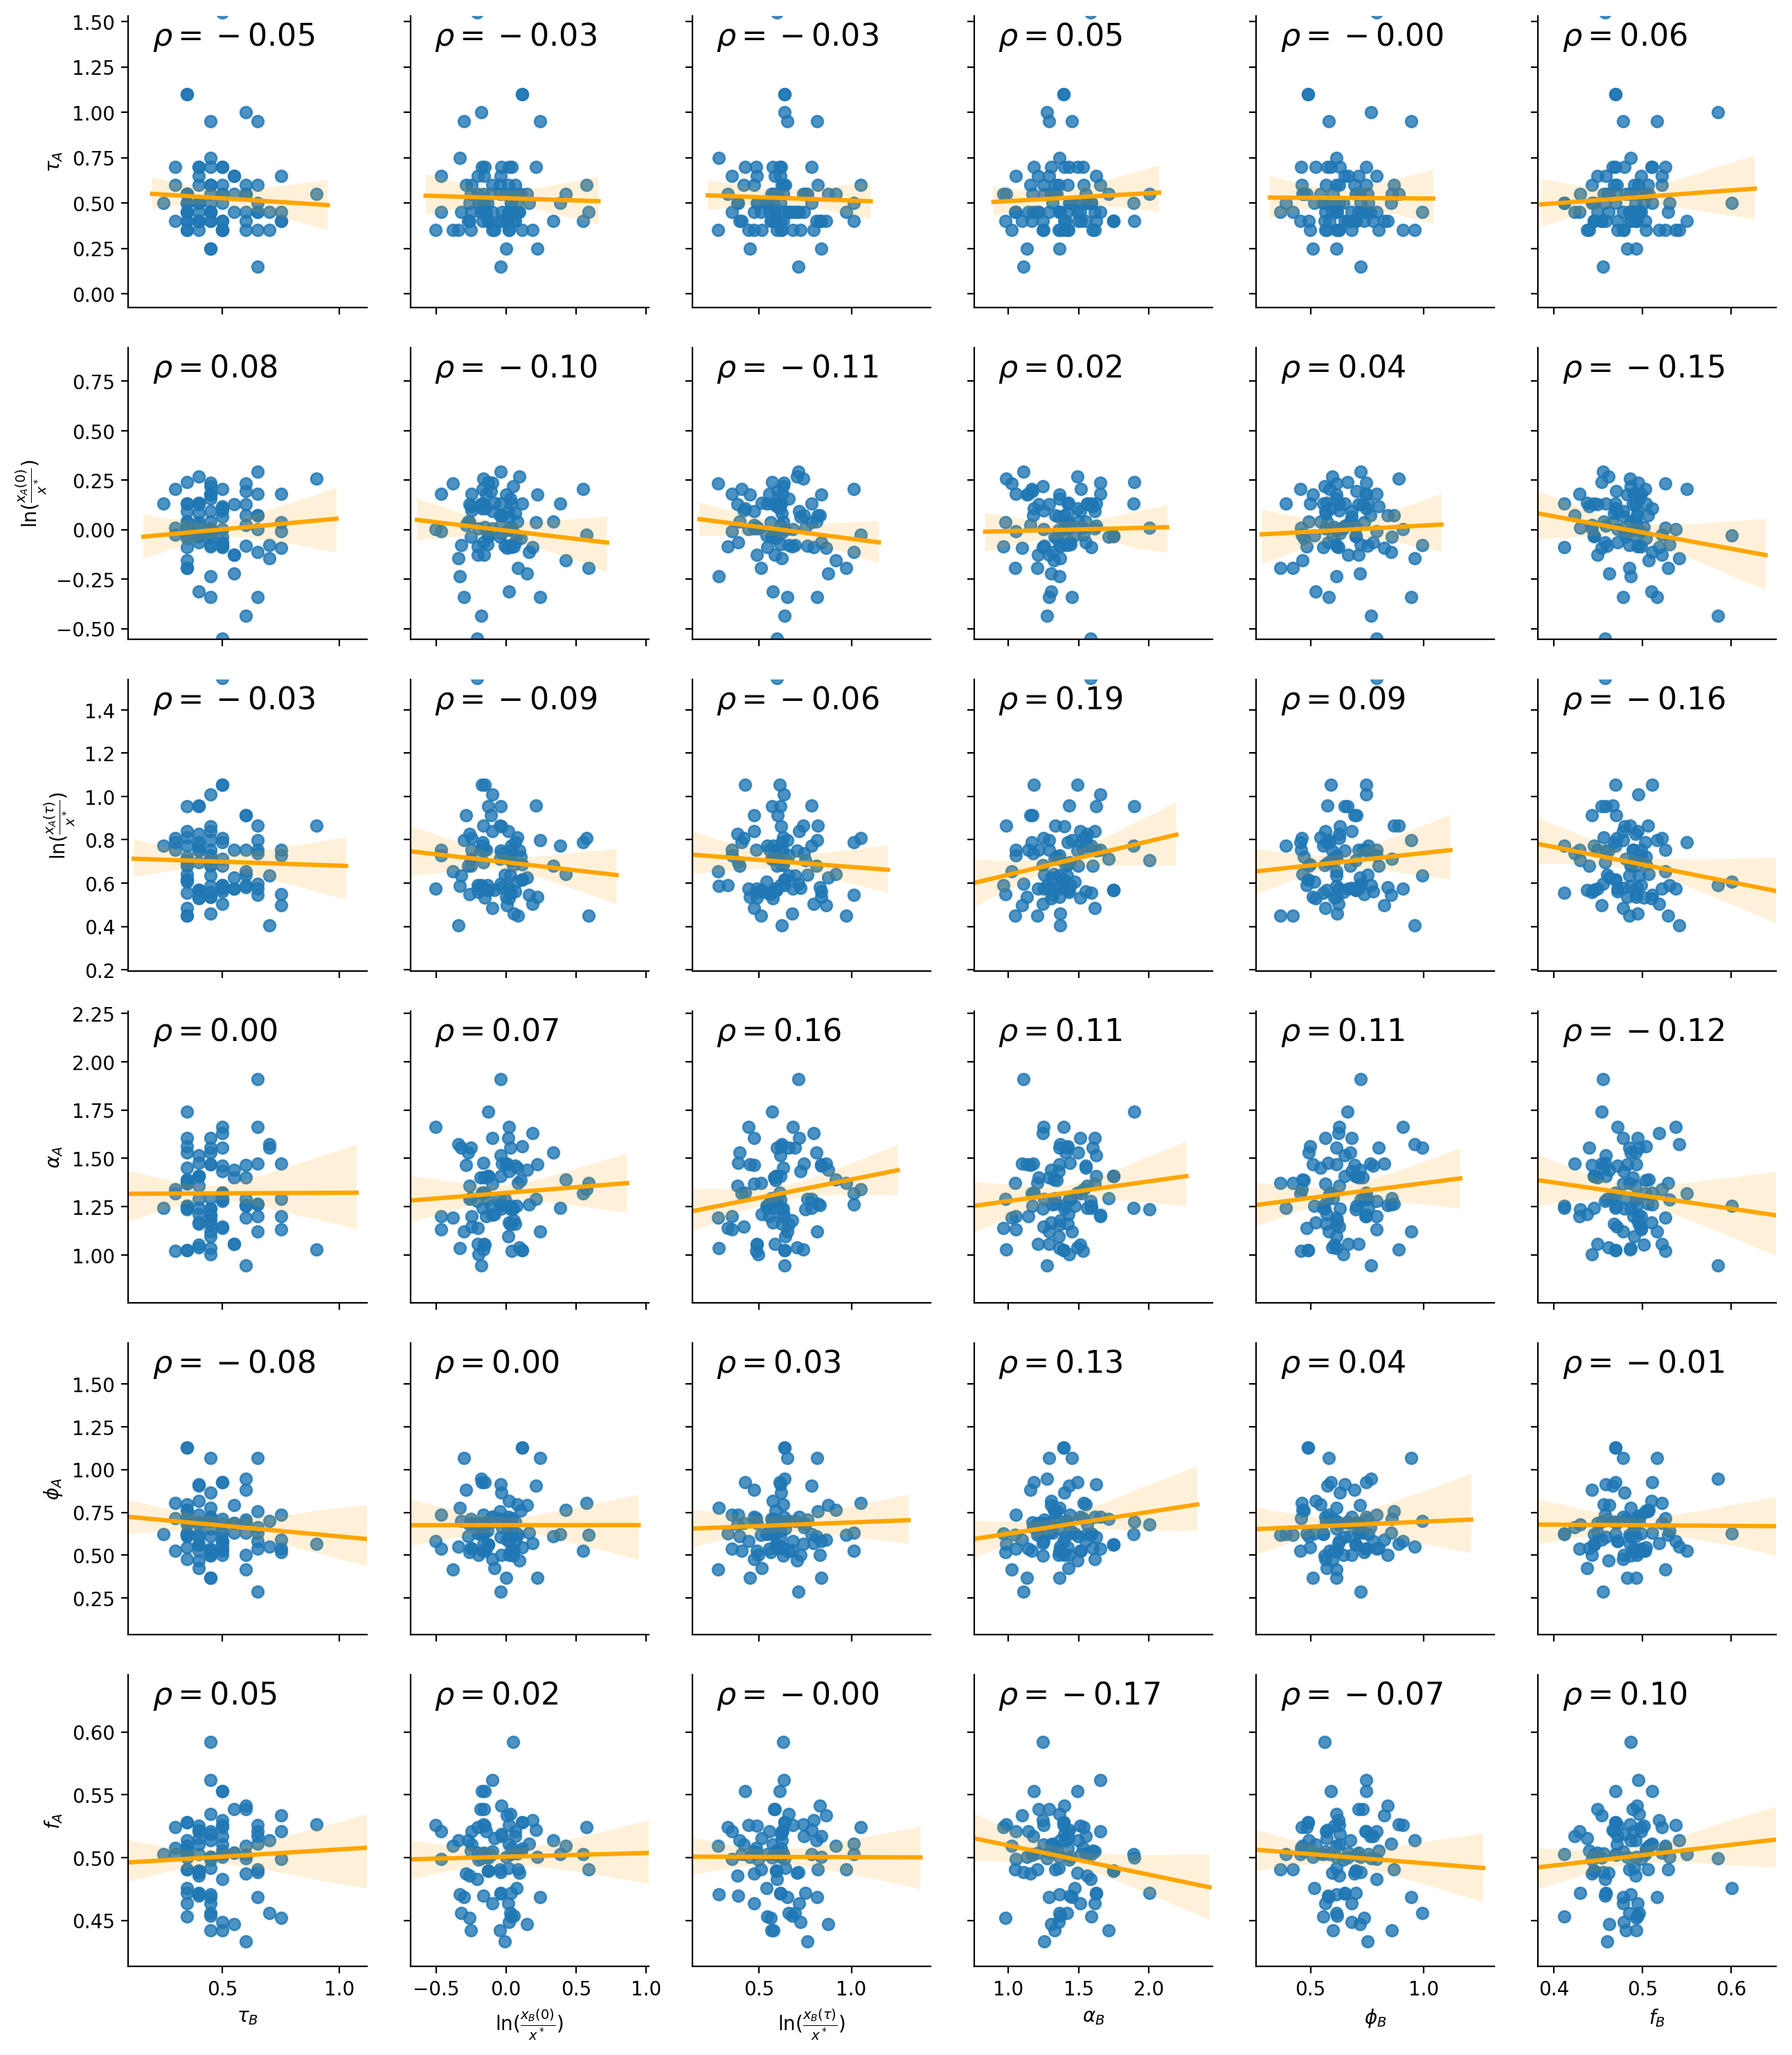 ρ = −0.05 ρ = −0.03 ρ = −0.03 ρ = 0.05 ρ = −0.00 ρ = 0.06
1.50
1.25
1.00
0.75
0.50
0.25
0.00
τ_A
ρ = 0.08 ρ = −0.10 ρ = −0.11 ρ = 0.02 ρ = 0.04 ρ = −0.15
0.75
0.50
0.25
0.00
−0.25
−0.50
ln(x_A(0)/x*)
ρ = −0.03 ρ = −0.09 ρ = −0.06 ρ = 0.19 ρ = 0.09 ρ = −0.16
1.4
1.2
1.0
0.8
0.6
0.4
0.2
ln(x_A(τ)/x*)
ρ = 0.00 ρ = 0.07 ρ = 0.16 ρ = 0.11 ρ = 0.11 ρ = −0.12
2.25
2.00
1.75
1.50
1.25
1.00
α_A
ρ = −0.08 ρ = 0.00 ρ = 0.03 ρ = 0.13 ρ = 0.04 ρ = −0.01
1.50
1.25
1.00
0.75
0.50
0.25
ϕ_A
ρ = 0.05 ρ = 0.02 ρ = −0.00 ρ = −0.17 ρ = −0.07 ρ = 0.10
0.60
0.55
0.50
0.45
f_A
0.5 1.0 −0.5 0.0 0.5 1.0 0.5 1.0 1.0 1.5 2.0 0.5 1.0 0.4 0.5 0.6
τ_B ln(x_B(0)/x*) ln(x_B(τ)/x*) α_B ϕ_B f_B